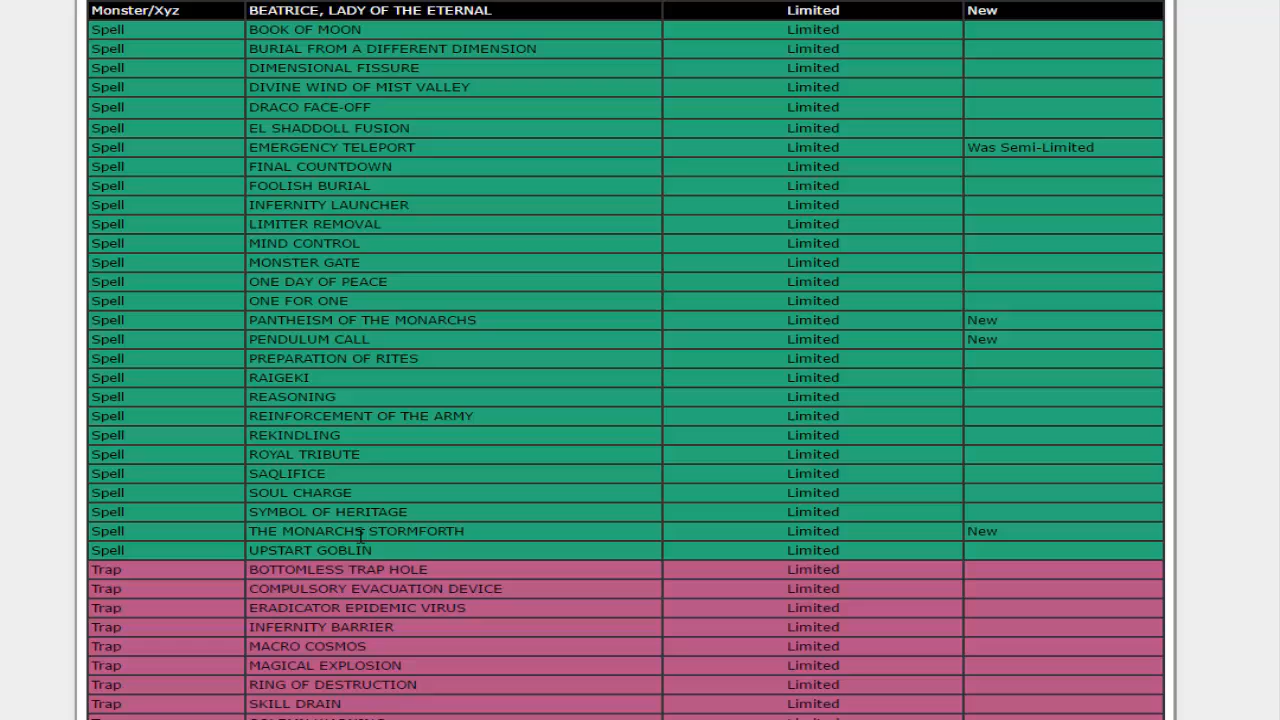 Monster/Xyz BEATRICE, LADY OF THE ETERNAL Limited New
Spell BOOK OF MOON Limited
Spell BURIAL FROM A DIFFERENT DIMENSION Limited
Spell DIMENSIONAL FISSURE Limited
Spell DIVINE WIND OF MIST VALLEY Limited
Spell DRACO FACE-OFF Limited
Spell EL SHADDOLL FUSION Limited
Spell EMERGENCY TELEPORT Limited Was Semi-Limited
Spell FINAL COUNTDOWN Limited
Spell FOOLISH BURIAL Limited
Spell INFERNITY LAUNCHER Limited
Spell LIMITER REMOVAL Limited
Spell MIND CONTROL Limited
Spell MONSTER GATE Limited
Spell ONE DAY OF PEACE Limited
Spell ONE FOR ONE Limited
Spell PANTHEISM OF THE MONARCHS Limited New
Spell PENDULUM CALL Limited New
Spell PREPARATION OF RITES Limited
Spell RAIGEKI Limited
Spell REASONING Limited
Spell REINFORCEMENT OF THE ARMY Limited
Spell REKINDLING Limited
Spell ROYAL TRIBUTE Limited
Spell SAQLIFICE Limited
Spell SOUL CHARGE Limited
Spell SYMBOL OF HERITAGE Limited
Spell THE MONARCHS STORMFORTH Limited New
Spell UPSTART GOBLIN Limited
Trap BOTTOMLESS TRAP HOLE Limited
Trap COMPULSORY EVACUATION DEVICE Limited
Trap ERADICATOR EPIDEMIC VIRUS Limited
Trap INFERNITY BARRIER Limited
Trap MACRO COSMOS Limited
Trap MAGICAL EXPLOSION Limited
Trap RING OF DESTRUCTION Limited
Trap SKILL DRAIN Limited